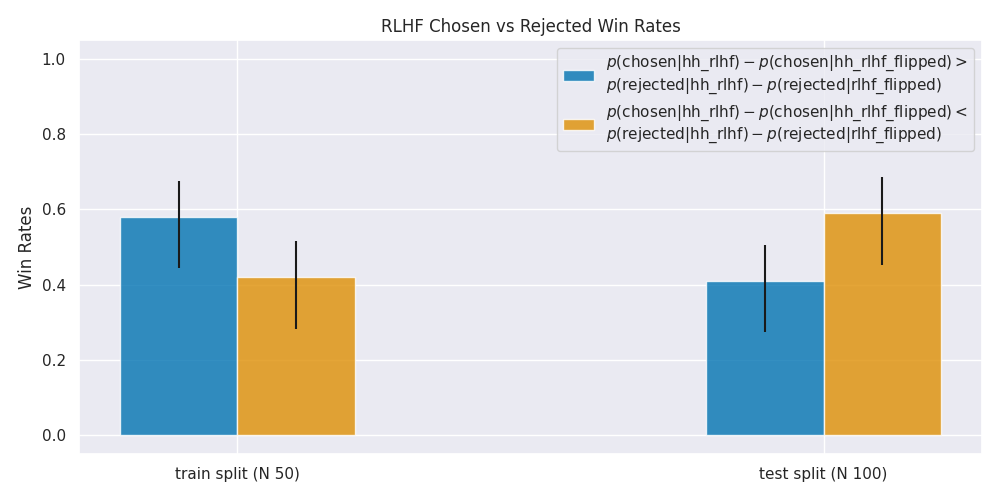 RLHF Chosen vs Rejected Win Rates
p(chosen|hh_rlhf) − p(chosen|hh_rlhf_flipped) >
p(rejected|hh_rlhf) − p(rejected|rlhf_flipped)
p(chosen|hh_rlhf) − p(chosen|hh_rlhf_flipped) <
p(rejected|hh_rlhf) − p(rejected|rlhf_flipped)
Win Rates
1.0
0.8
0.6
0.4
0.2
0.0
train split (N 50)
test split (N 100)